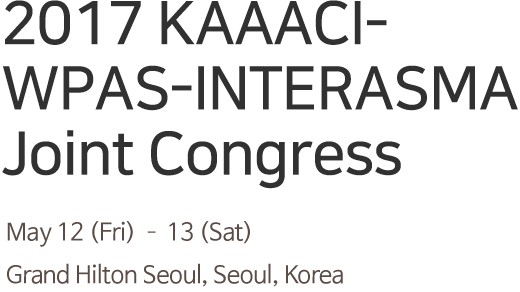 2017 KAAACI-
WPAS-INTERASMA
Joint Congress
May 12 (Fri) - 13 (Sat)
Grand Hilton Seoul, Seoul, Korea